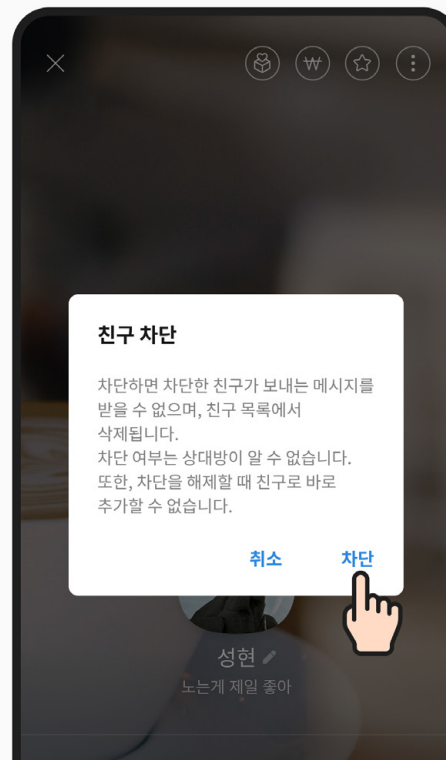 친구 차단
차단하면 차단한 친구가 보내는 메시지를
받을 수 없으며, 친구 목록에서
삭제됩니다.
차단 여부는 상대방이 알 수 없습니다.
또한, 차단을 해제할 때 친구로 바로
추가할 수 없습니다.
취소 차단
성현
노는게 제일 좋아